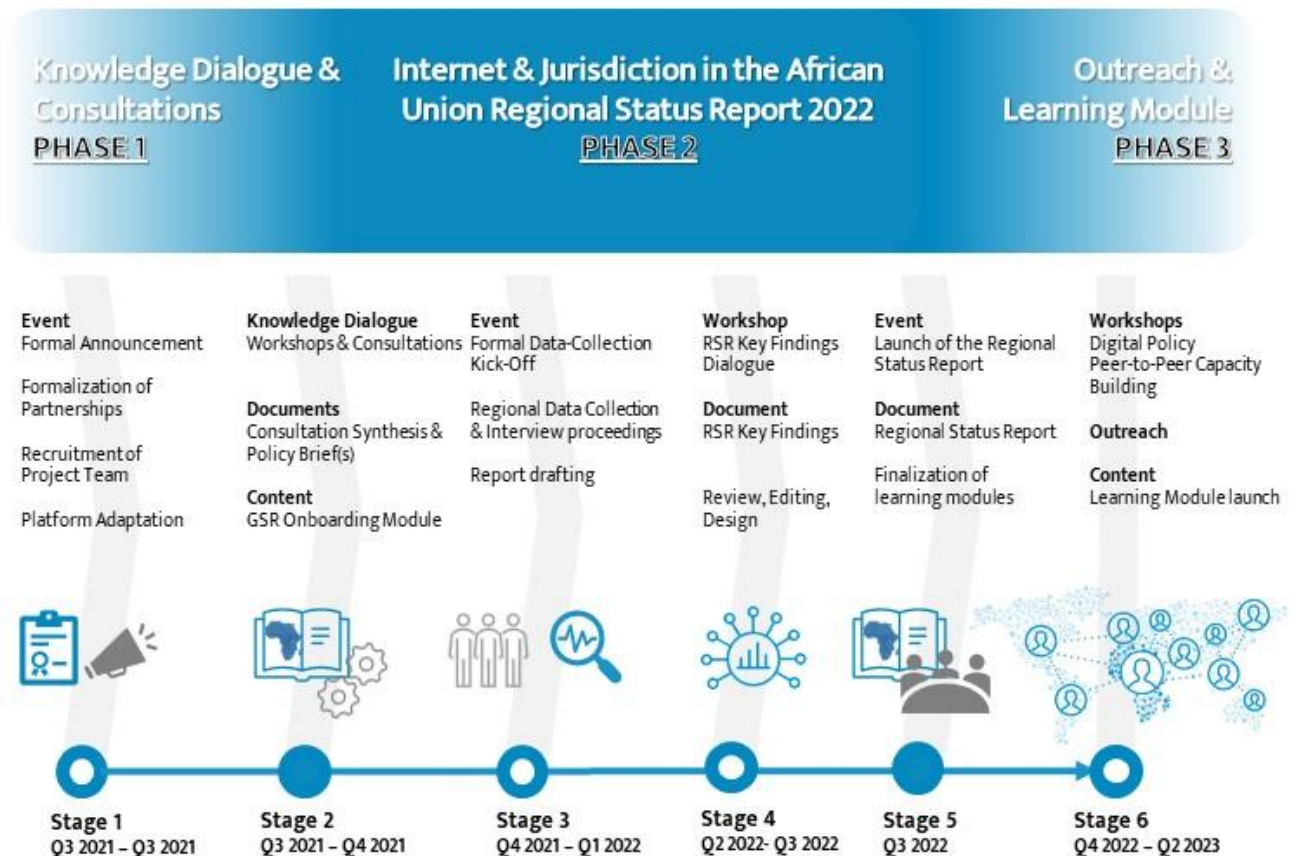 Knowledge Dialogue &
Consultations
PHASE 1
Internet & Jurisdiction in the African
Union Regional Status Report 2022
PHASE 2
Outreach &
Learning Module
PHASE 3
Event
Formal Announcement
Formalization of
Partnerships
Recruitment of
Project Team
Platform Adaptation
Knowledge Dialogue
Workshops & Consultations
Documents
Consultation Synthesis &
Policy Brief(s)
Content
GSR Onboarding Module
Event
Formal Data-Collection
Kick-Off
Regional Data Collection
& Interview proceedings
Report drafting
Workshop
RSR Key Findings
Dialogue
Document
RSR Key Findings
Review, Editing,
Design
Event
Launch of the Regional
Status Report
Document
Regional Status Report
Finalization of
learning modules
Workshops
Digital Policy
Peer-to-Peer Capacity
Building
Outreach
Content
Learning Module launch
Stage 1
Q3 2021 – Q3 2021
Stage 2
Q3 2021 – Q4 2021
Stage 3
Q4 2021 – Q1 2022
Stage 4
Q2 2022- Q3 2022
Stage 5
Q3 2022
Stage 6
Q4 2022 – Q2 2023